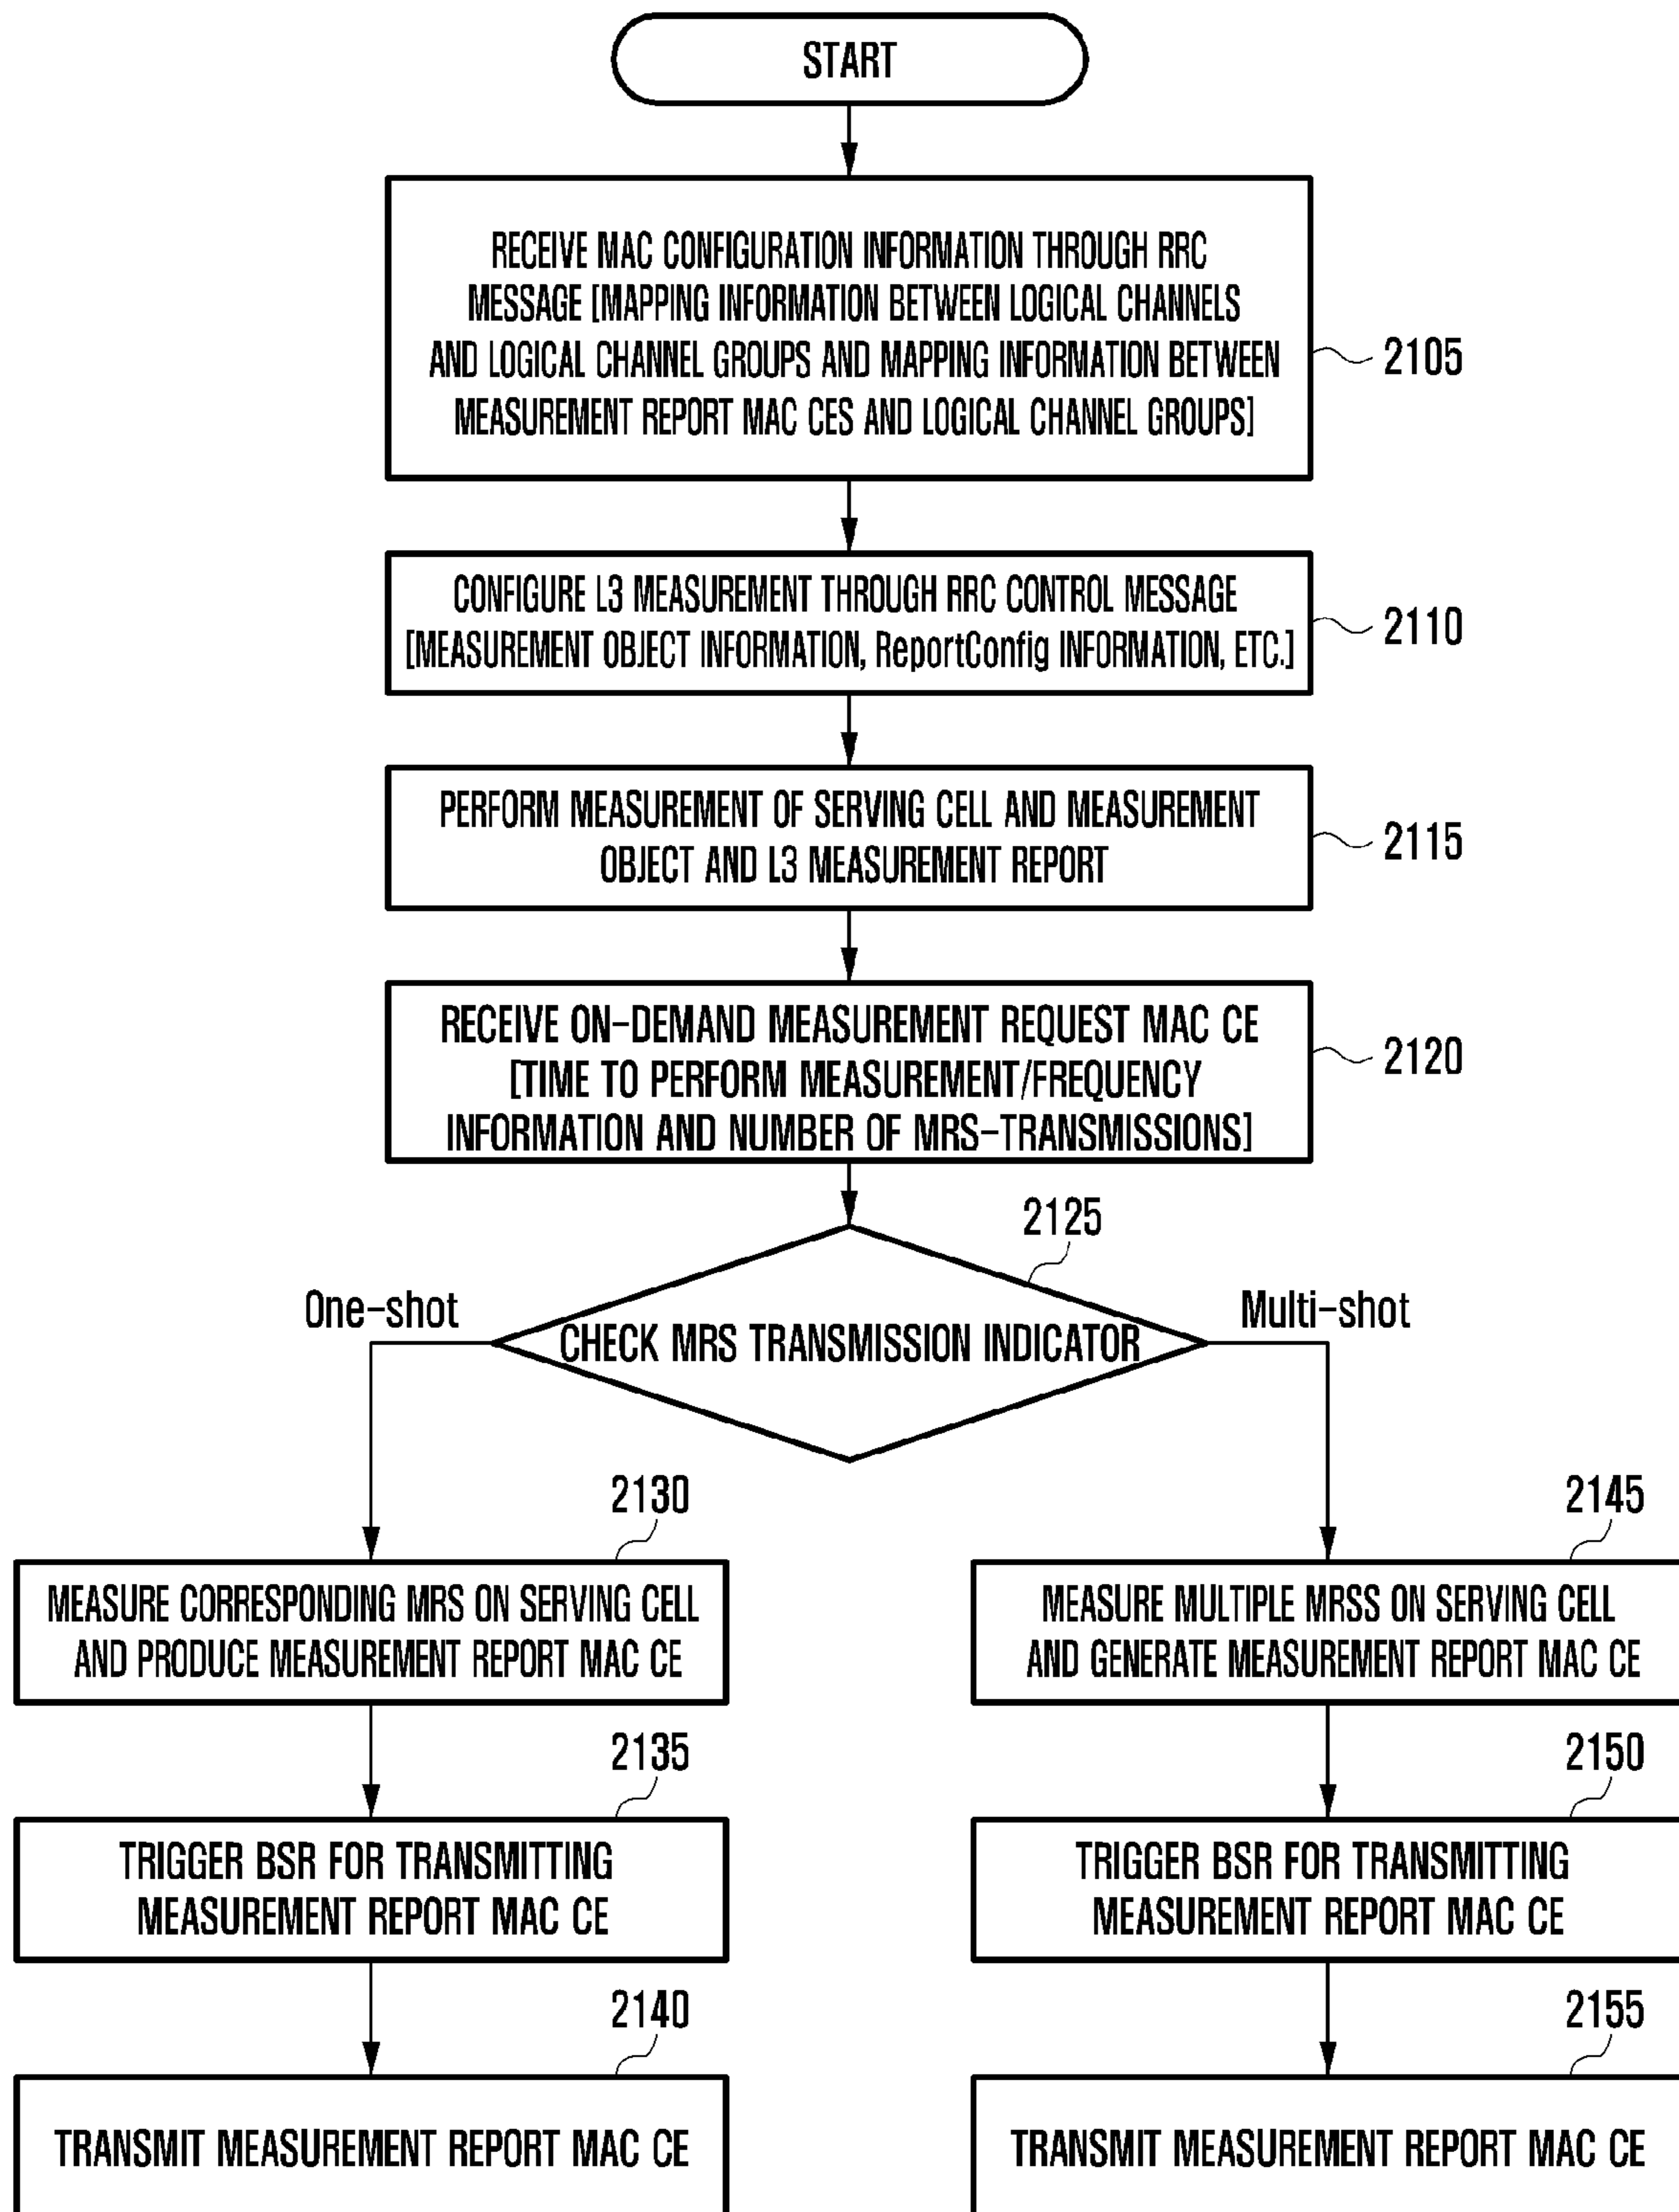 START
RECEIVE MAC CONFIGURATION INFORMATION THROUGH RRC
MESSAGE [MAPPING INFORMATION BETWEEN LOGICAL CHANNELS
AND LOGICAL CHANNEL GROUPS AND MAPPING INFORMATION BETWEEN
MEASUREMENT REPORT MAC CES AND LOGICAL CHANNEL GROUPS]
2105
CONFIGURE L3 MEASUREMENT THROUGH RRC CONTROL MESSAGE
[MEASUREMENT OBJECT INFORMATION, ReportConfig INFORMATION, ETC.]
2110
PERFORM MEASUREMENT OF SERVING CELL AND MEASUREMENT
OBJECT AND L3 MEASUREMENT REPORT
2115
RECEIVE ON-DEMAND MEASUREMENT REQUEST MAC CE
[TIME TO PERFORM MEASUREMENT/FREQUENCY
INFORMATION AND NUMBER OF MRS-TRANSMISSIONS]
2120
2125
One-shot
CHECK MRS TRANSMISSION INDICATOR
Multi-shot
2130
MEASURE CORRESPONDING MRS ON SERVING CELL
AND PRODUCE MEASUREMENT REPORT MAC CE
2135
TRIGGER BSR FOR TRANSMITTING
MEASUREMENT REPORT MAC CE
2140
TRANSMIT MEASUREMENT REPORT MAC CE
2145
MEASURE MULTIPLE MRSS ON SERVING CELL
AND GENERATE MEASUREMENT REPORT MAC CE
2150
TRIGGER BSR FOR TRANSMITTING
MEASUREMENT REPORT MAC CE
2155
TRANSMIT MEASUREMENT REPORT MAC CE